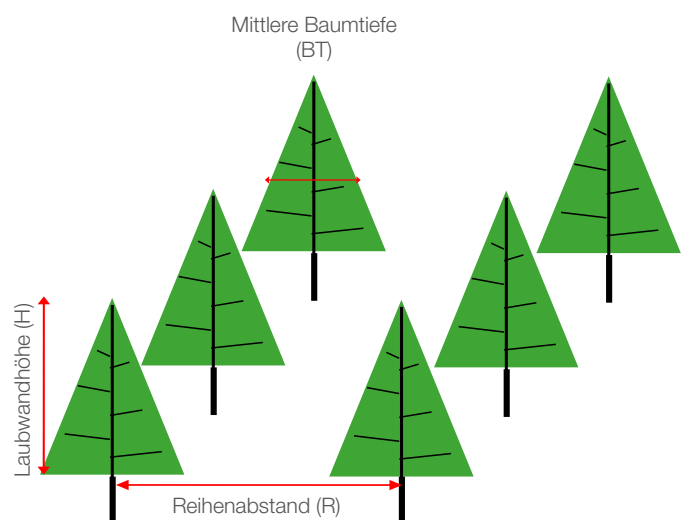 Mittlere Baumtiefe
(BT)
Laubwandhöhe (H)
Reihenabstand (R)